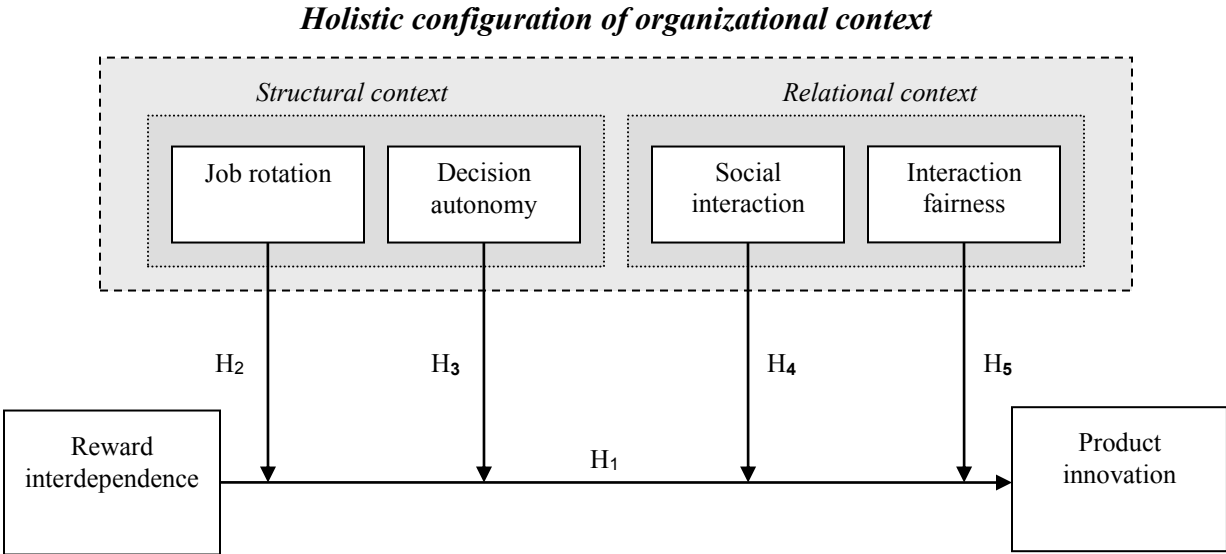 Holistic configuration of organizational context
Structural context
Relational context
Job rotation
Decision
autonomy
Social
interaction
Interaction
fairness
H2
H3
H4
H5
Reward
interdependence
H1
Product
innovation